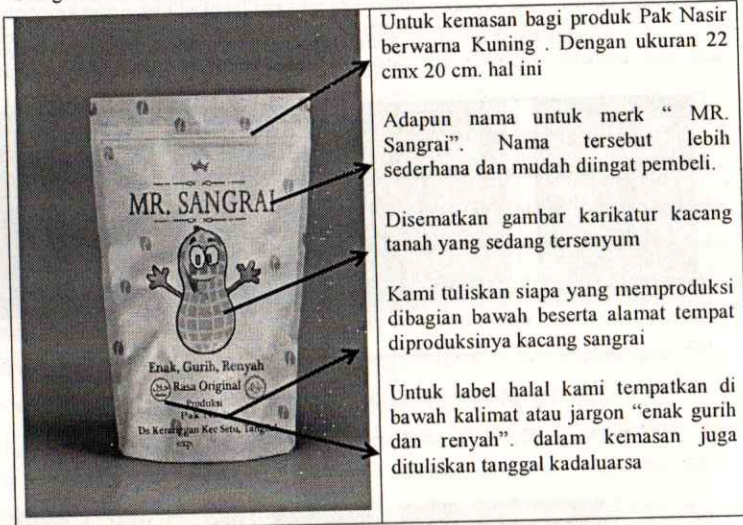 Untuk kemasan bagi produk Pak Nasir
berwarna Kuning . Dengan ukuran 22
cmx 20 cm. hal ini
Adapun nama untuk merk “ MR.
Sangrai”. Nama tersebut lebih
sederhana dan mudah diingat pembeli.
Disematkan gambar karikatur kacang
tanah yang sedang tersenyum
Kami tuliskan siapa yang memproduksi
dibagian bawah beserta alamat tempat
diproduksinya kacang sangrai
Untuk label halal kami tempatkan di
bawah kalimat atau jargon “enak gurih
dan renyah”. dalam kemasan juga
dituliskan tanggal kadaluarsa
MR. SANGRAI
Enak, Gurih, Renyah
Rasa Original
Produksi
Pak
Ds Kec Setu,
exp.